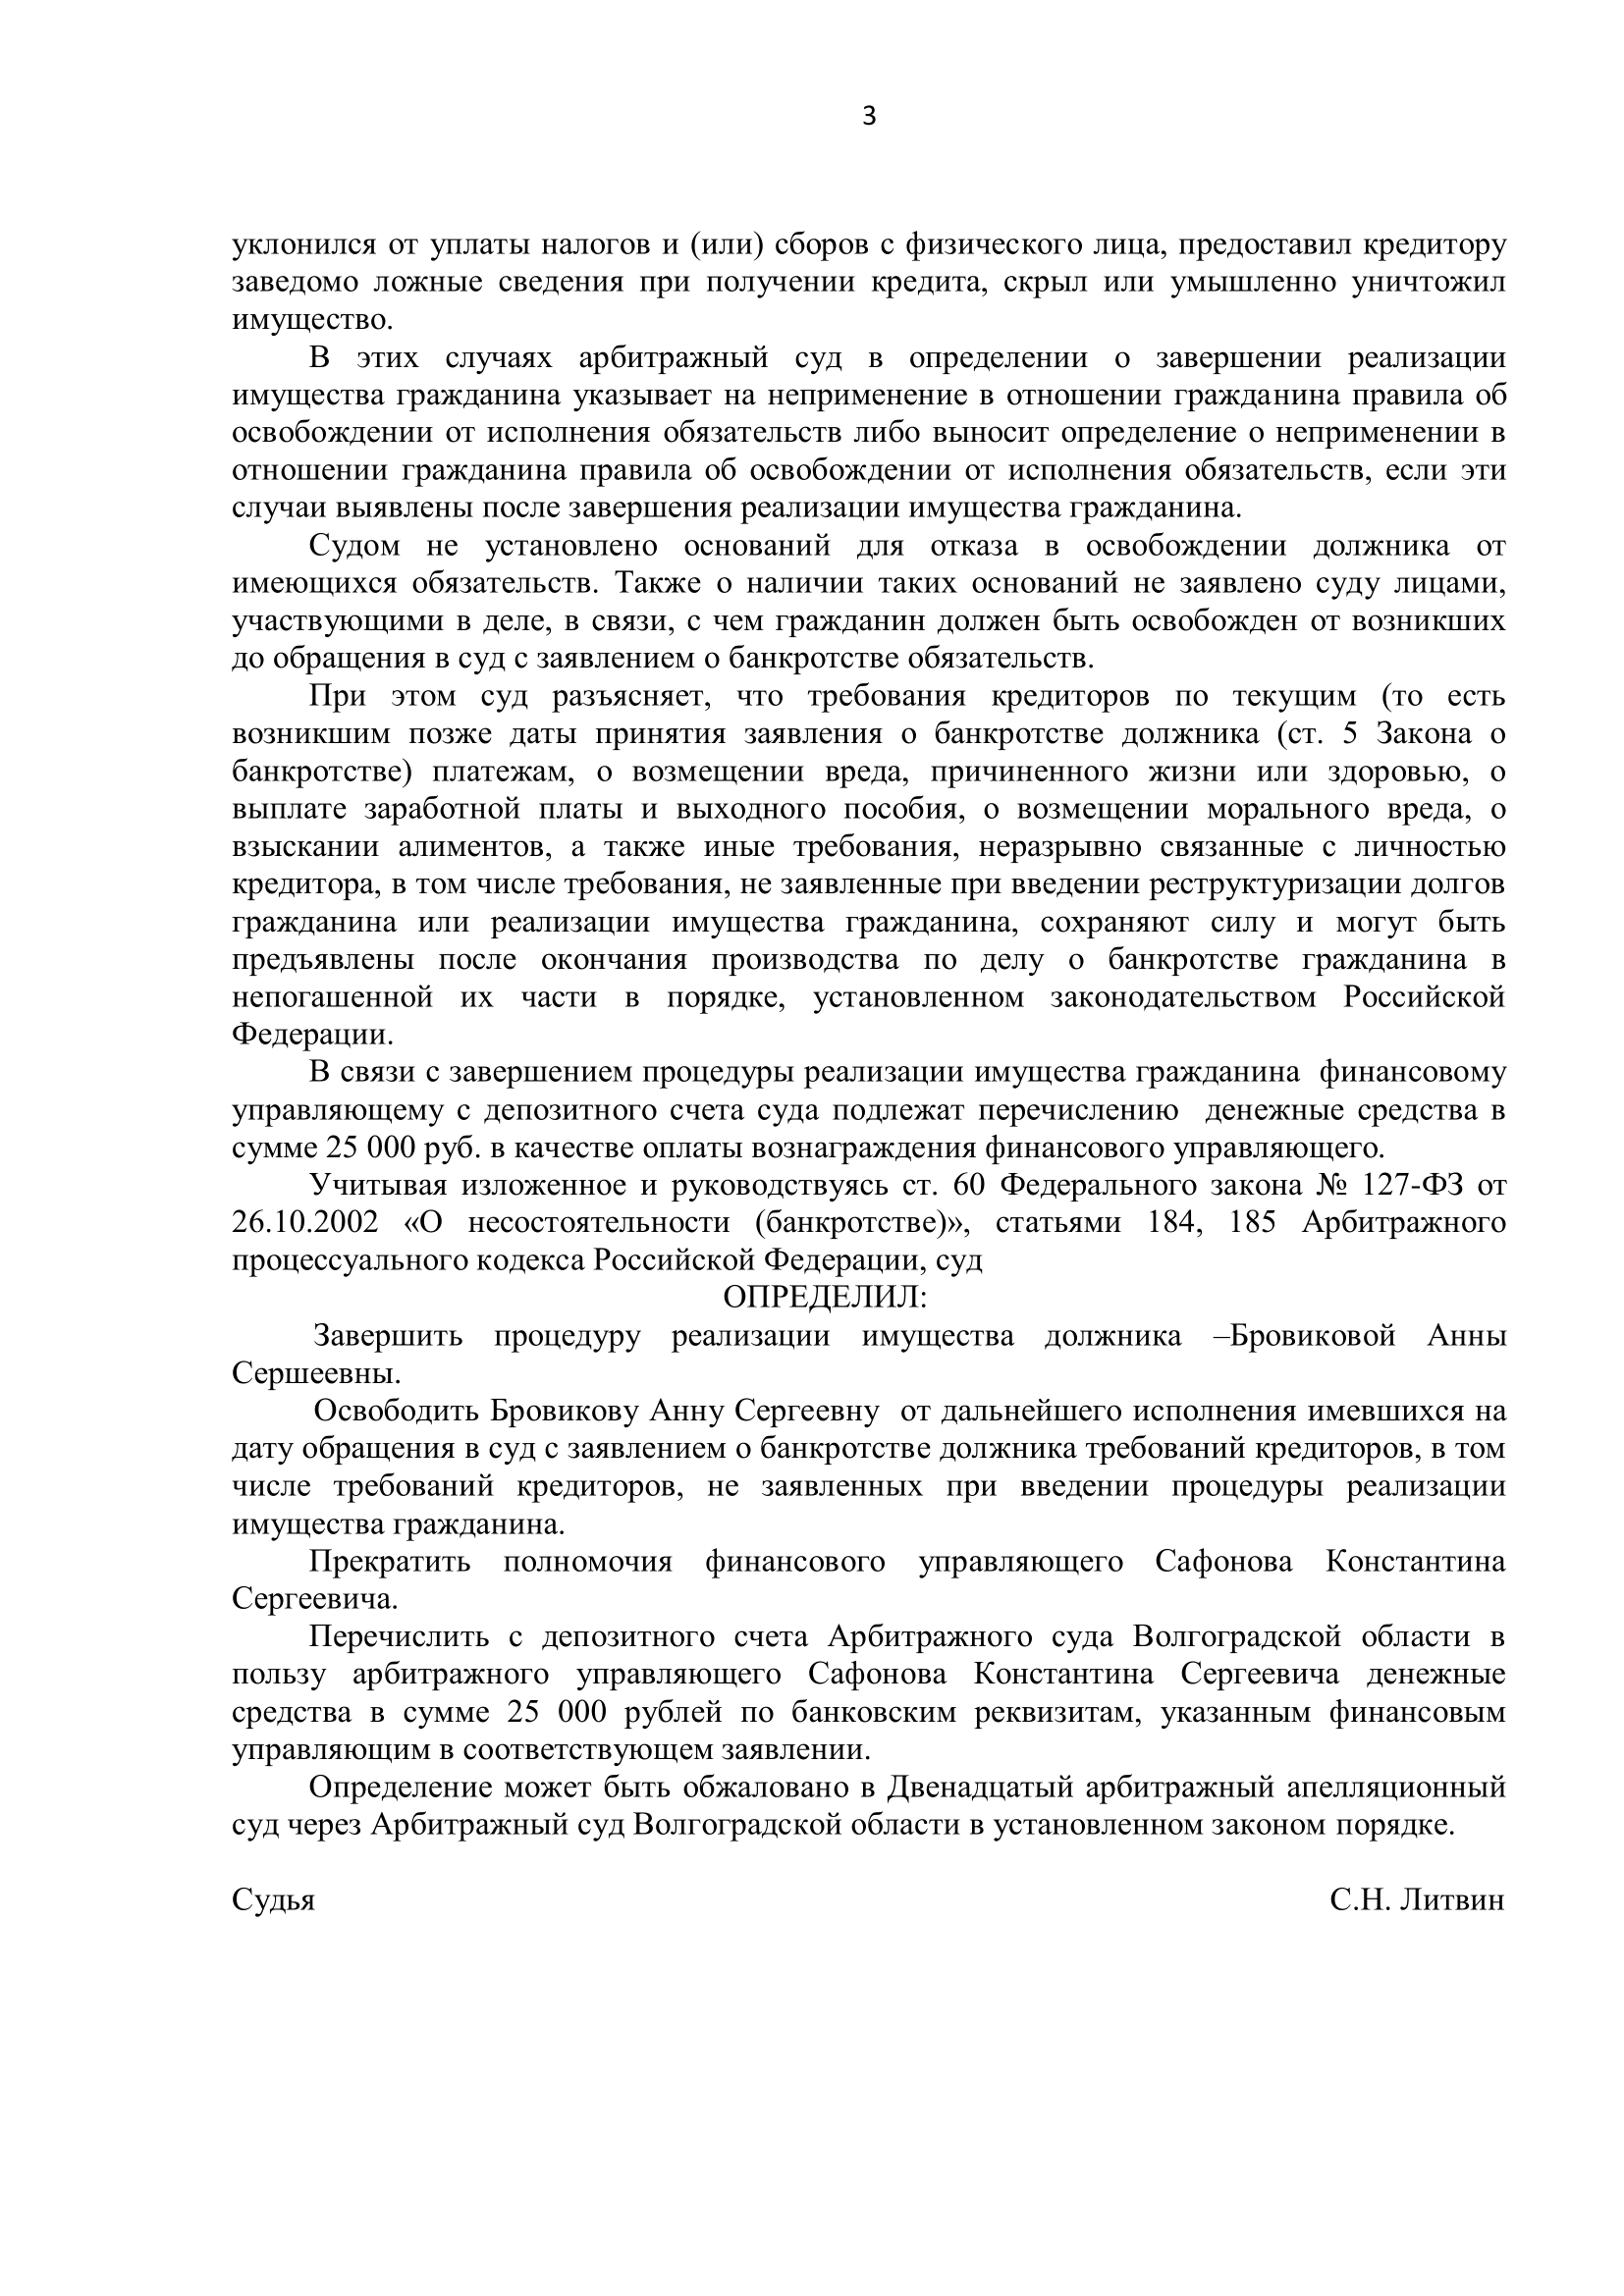 3
уклонился от уплаты налогов и (или) сборов с физического лица, предоставил кредитору
заведомо ложные сведения при получении кредита, скрыл или умышленно уничтожил
имущество.
В этих случаях арбитражный суд в определении о завершении реализации
имущества гражданина указывает на неприменение в отношении гражданина правила об
освобождении от исполнения обязательств либо выносит определение о неприменении в
отношении гражданина правила об освобождении от исполнения обязательств, если эти
случаи выявлены после завершения реализации имущества гражданина.
Судом не установлено оснований для отказа в освобождении должника от
имеющихся обязательств. Также о наличии таких оснований не заявлено суду лицами,
участвующими в деле, в связи, с чем гражданин должен быть освобожден от возникших
до обращения в суд с заявлением о банкротстве обязательств.
При этом суд разъясняет, что требования кредиторов по текущим (то есть
возникшим позже даты принятия заявления о банкротстве должника (ст. 5 Закона о
банкротстве) платежам, о возмещении вреда, причиненного жизни или здоровью, о
выплате заработной платы и выходного пособия, о возмещении морального вреда, о
взыскании алиментов, а также иные требования, неразрывно связанные с личностью
кредитора, в том числе требования, не заявленные при введении реструктуризации долгов
гражданина или реализации имущества гражданина, сохраняют силу и могут быть
предъявлены после окончания производства по делу о банкротстве гражданина в
непогашенной их части в порядке, установленном законодательством Российской
Федерации.
В связи с завершением процедуры реализации имущества гражданина  финансовому
управляющему с депозитного счета суда подлежат перечислению  денежные средства в
сумме 25 000 руб. в качестве оплаты вознаграждения финансового управляющего.
Учитывая изложенное и руководствуясь ст. 60 Федерального закона № 127-ФЗ от
26.10.2002 «О несостоятельности (банкротстве)», статьями 184, 185 Арбитражного
процессуального кодекса Российской Федерации, суд
ОПРЕДЕЛИЛ:
Завершить процедуру реализации имущества должника –Бровиковой Анны
Сершеевны.
Освободить Бровикову Анну Сергеевну  от дальнейшего исполнения имевшихся на
дату обращения в суд с заявлением о банкротстве должника требований кредиторов, в том
числе требований кредиторов, не заявленных при введении процедуры реализации
имущества гражданина.
Прекратить полномочия финансового управляющего Сафонова Константина
Сергеевича.
Перечислить с депозитного счета Арбитражного суда Волгоградской области в
пользу арбитражного управляющего Сафонова Константина Сергеевича денежные
средства в сумме 25 000 рублей по банковским реквизитам, указанным финансовым
управляющим в соответствующем заявлении.
Определение может быть обжаловано в Двенадцатый арбитражный апелляционный
суд через Арбитражный суд Волгоградской области в установленном законом порядке.
Судья С.Н. Литвин